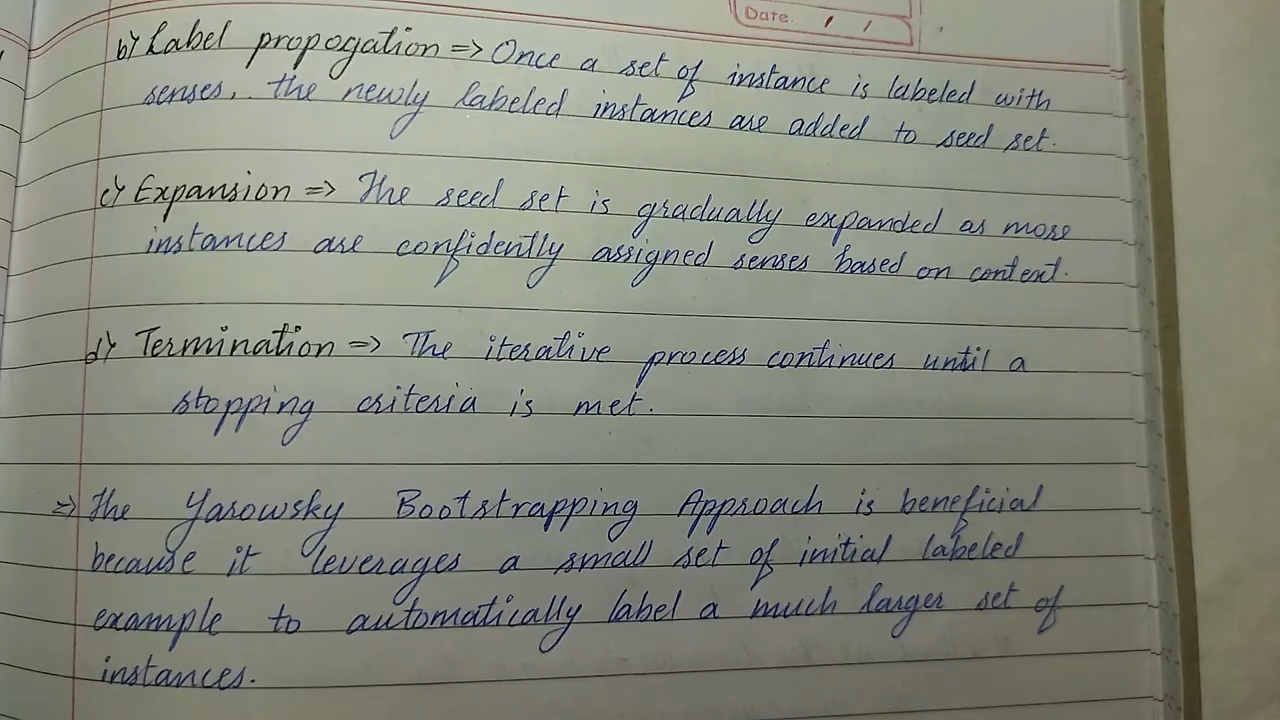 Date. / /
b) Label propogation => Once a set of instance is labeled with
senses, the newly labeled instances are added to seed set.
c) Expansion => The seed set is gradually expanded as more
instances are confidently assigned senses based on context.
d) Termination => The iterative process continues until a
stopping criteria is met.
=> The Yarowsky Bootstrapping Approach is beneficial
because it leverages a small set of initial labeled
example to automatically label a much larger set of
instances.